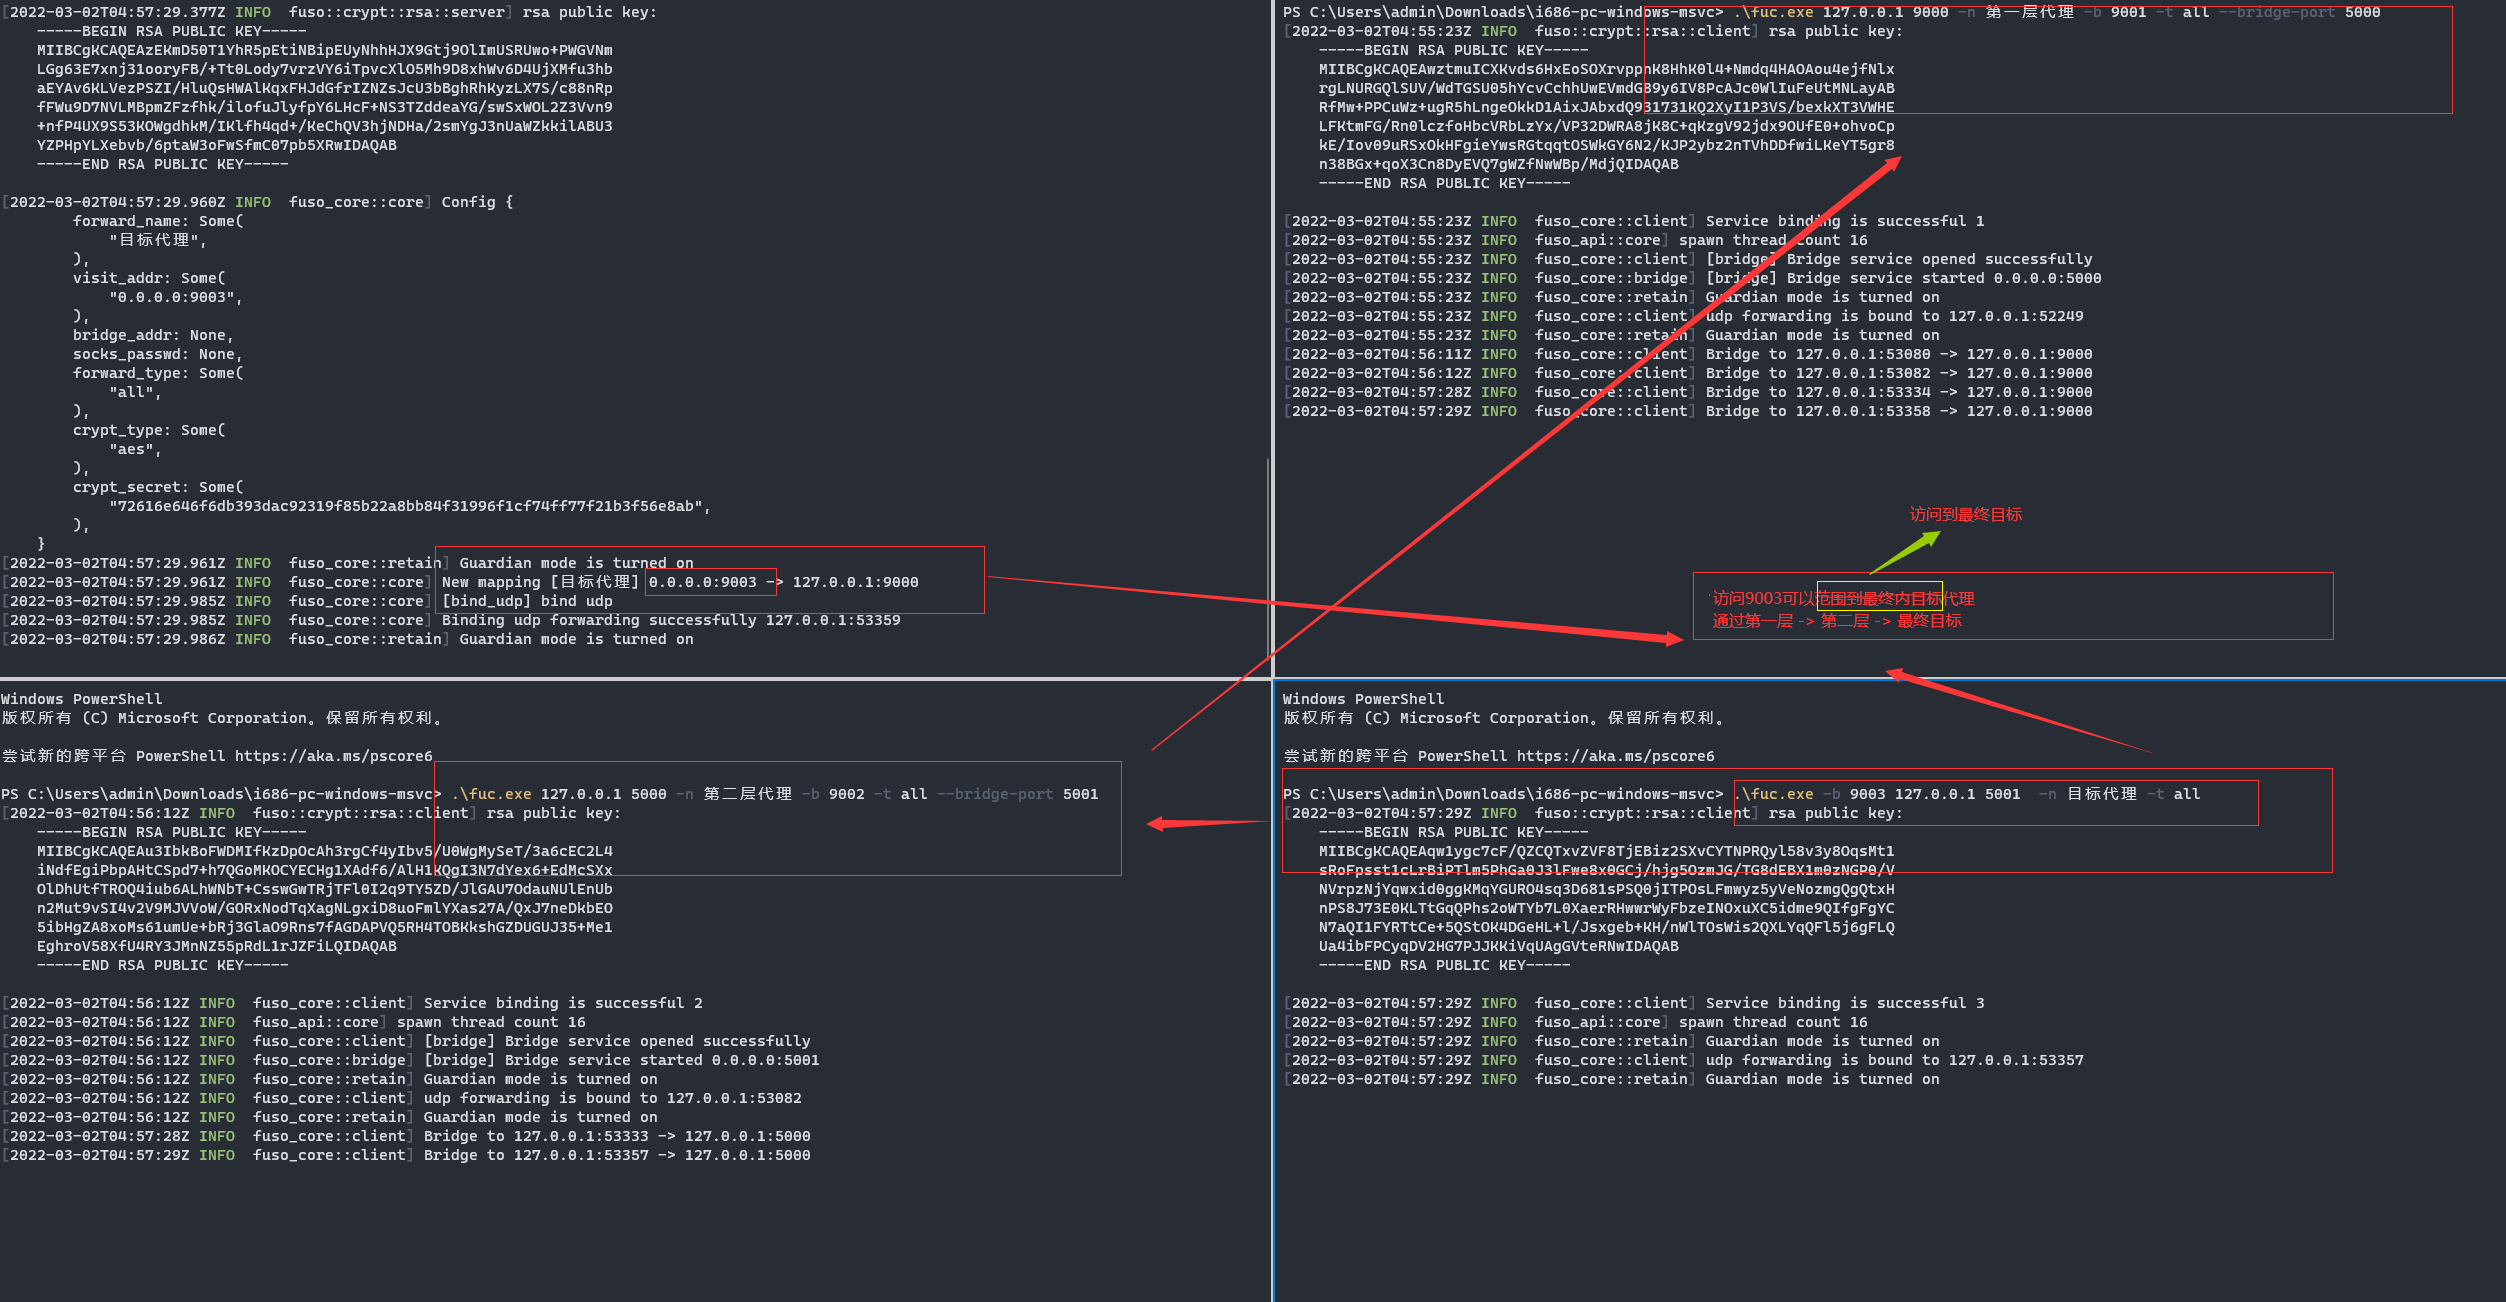 [2022-03-02T04:57:29.377Z INFO  fuso::crypt::rsa::server] rsa public key:
-----BEGIN RSA PUBLIC KEY-----
MIIBCgKCAQEAzEKmD50T1YhR5pEtiNBipEUyNhhHJX9Gtj9OlImUSRUwo+PWGVNm
LGg63E7xnj31ooryFB/+Tt0Lody7vrzVY6iTpvcXlO5Mh9D8xhWv6D4UjXMfu3hb
aEYAv6KLVezPSZI/HluQsHWAlKqxFHJdGfrIZNZsJcU3bBghRhKyzLX7S/c88nRp
fFWu9D7NVLMBpmZFzfhk/ilofuJlyfpY6LHcF+NS3TZddeaYG/swSxWOL2Z3Vvn9
+nfP4UX9S53KOWgdhkM/IKlfh4qd+/KeChQV3hjNDHa/2smYgJ3nUaWZkkilABU3
YZPHpYLXebvb/6ptaW3oFwSfmC07pb5XRwIDAQAB
-----END RSA PUBLIC KEY-----
[2022-03-02T04:57:29.960Z INFO  fuso_core::core] Config {
forward_name: Some(
"目标代理",
),
visit_addr: Some(
"0.0.0.0:9003",
),
bridge_addr: None,
socks_passwd: None,
forward_type: Some(
"all",
),
crypt_type: Some(
"aes",
),
crypt_secret: Some(
"72616e646f6db393dac92319f85b22a8bb84f31996f1cf74ff77f21b3f56e8ab",
),
}
[2022-03-02T04:57:29.961Z INFO  fuso_core::retain] Guardian mode is turned on
[2022-03-02T04:57:29.961Z INFO  fuso_core::core] New mapping [目标代理] 0.0.0.0:9003 -> 127.0.0.1:9000
[2022-03-02T04:57:29.985Z INFO  fuso_core::core] [bind_udp] bind udp
[2022-03-02T04:57:29.985Z INFO  fuso_core::core] Binding udp forwarding successfully 127.0.0.1:53359
[2022-03-02T04:57:29.986Z INFO  fuso_core::retain] Guardian mode is turned on
PS C:\Users\admin\Downloads\i686-pc-windows-msvc> .\fuc.exe 127.0.0.1 9000 -n 第一层代理 -b 9001 -t all --bridge-port 5000
[2022-03-02T04:55:23Z INFO  fuso::crypt::rsa::client] rsa public key:
-----BEGIN RSA PUBLIC KEY-----
MIIBCgKCAQEAwztmuICXKvds6HxEoSOXrvppnK8HhK0l4+Nmdq4HAOAou4ejfNlx
rgLNURGQlSUV/WdTGSU05hYcvCchhUwEVmdG89y6IV8PcAJc0WlIuFeUtMNLayAB
RfMw+PPCuWz+ugR5hLngeOkkD1AixJAbxdQ931731KQ2XyI1P3VS/bexkXT3VWHE
LFKtmFG/Rn0lczfoHbcVRbLzYx/VP32DWRA8jK8C+qKzgV92jdx9OUfE0+ohvoCp
kE/Iov09uRSxOkHFgieYwsRGtqqtOSWkGY6N2/KJP2ybz2nTVhDDfwiLKeYT5gr8
n38BGx+qoX3Cn8DyEVQ7gWZfNwWBp/MdjQIDAQAB
-----END RSA PUBLIC KEY-----
[2022-03-02T04:55:23Z INFO  fuso_core::client] Service binding is successful 1
[2022-03-02T04:55:23Z INFO  fuso_api::core] spawn thread count 16
[2022-03-02T04:55:23Z INFO  fuso_core::client] [bridge] Bridge service opened successfully
[2022-03-02T04:55:23Z INFO  fuso_core::bridge] [bridge] Bridge service started 0.0.0.0:5000
[2022-03-02T04:55:23Z INFO  fuso_core::retain] Guardian mode is turned on
[2022-03-02T04:55:23Z INFO  fuso_core::client] udp forwarding is bound to 127.0.0.1:52249
[2022-03-02T04:55:23Z INFO  fuso_core::retain] Guardian mode is turned on
[2022-03-02T04:56:11Z INFO  fuso_core::client] Bridge to 127.0.0.1:53080 -> 127.0.0.1:9000
[2022-03-02T04:56:12Z INFO  fuso_core::client] Bridge to 127.0.0.1:53082 -> 127.0.0.1:9000
[2022-03-02T04:57:28Z INFO  fuso_core::client] Bridge to 127.0.0.1:53334 -> 127.0.0.1:9000
[2022-03-02T04:57:29Z INFO  fuso_core::client] Bridge to 127.0.0.1:53358 -> 127.0.0.1:9000
访问到最终目标
访问9003可以范围到最终内目标代理
通过第一层 -> 第二层 -> 最终目标
Windows PowerShell
版权所有 (C) Microsoft Corporation。保留所有权利。
尝试新的跨平台 PowerShell https://aka.ms/pscore6
PS C:\Users\admin\Downloads\i686-pc-windows-msvc> .\fuc.exe 127.0.0.1 5000 -n 第二层代理 -b 9002 -t all --bridge-port 5001
[2022-03-02T04:56:12Z INFO  fuso::crypt::rsa::client] rsa public key:
-----BEGIN RSA PUBLIC KEY-----
MIIBCgKCAQEAu3IbkBoFWDMIfKzDpOcAh3rgCf4yIbv5/U0WgMySeT/3a6cEC2L4
iNdfEgiPbpAHtCSpd7+h7QGoMKOCYECHg1XAdf6/AlH1KQgI3N7dYex6+EdMcSXx
OlDhUtfTROQ4iub6ALhWNbT+CsswGwTRjTFl0I2q9TY5ZD/JlGAU7OdauNUlEnUb
n2Mut9vSI4v2V9MJVVoW/GORxNodTqXagNLgxiD8uoFmlYXas27A/QxJ7neDkbEO
5ibHgZA8xoMs61umUe+bRj3GlaO9Rns7fAGDAPVQ5RH4TOBKkshGZDUGUJ35+Me1
EghroV58XfU4RY3JMnNZ55pRdL1rJZFiLQIDAQAB
-----END RSA PUBLIC KEY-----
[2022-03-02T04:56:12Z INFO  fuso_core::client] Service binding is successful 2
[2022-03-02T04:56:12Z INFO  fuso_api::core] spawn thread count 16
[2022-03-02T04:56:12Z INFO  fuso_core::client] [bridge] Bridge service opened successfully
[2022-03-02T04:56:12Z INFO  fuso_core::bridge] [bridge] Bridge service started 0.0.0.0:5001
[2022-03-02T04:56:12Z INFO  fuso_core::retain] Guardian mode is turned on
[2022-03-02T04:56:12Z INFO  fuso_core::client] udp forwarding is bound to 127.0.0.1:53082
[2022-03-02T04:56:12Z INFO  fuso_core::retain] Guardian mode is turned on
[2022-03-02T04:57:28Z INFO  fuso_core::client] Bridge to 127.0.0.1:53333 -> 127.0.0.1:5000
[2022-03-02T04:57:29Z INFO  fuso_core::client] Bridge to 127.0.0.1:53357 -> 127.0.0.1:5000
Windows PowerShell
版权所有 (C) Microsoft Corporation。保留所有权利。
尝试新的跨平台 PowerShell https://aka.ms/pscore6
PS C:\Users\admin\Downloads\i686-pc-windows-msvc> .\fuc.exe -b 9003 127.0.0.1 5001  -n 目标代理 -t all
[2022-03-02T04:57:29Z INFO  fuso::crypt::rsa::client] rsa public key:
-----BEGIN RSA PUBLIC KEY-----
MIIBCgKCAQEAqw1ygc7cF/QZCQTxvZVF8TjEBiz2SXvCYTNPRQyl58v3y8OqsMt1
sRoFpsst1cLrBiPTlm5PhGa0J3lFwe8x0GCj/hjg5OzmJG/TG8dEBX1m0zNGP0/V
NVrpzNjYqwxid0ggKMqYGURO4sq3D681sPSQ0jITPOsLFmwyz5yVeNozmgQgQtxH
nPS8J73E0KLTtGqQPhs2oWTYb7L0XaerRHwwrWyFbzeINOxuXC5idme9QIfgFgYC
N7aQI1FYRTtCe+5QStOK4DGeHL+l/Jsxgeb+KH/nWlTOsWis2QXLYqQFl5j6gFLQ
Ua4ibFPCyqDV2HG7PJJKKiVqUAgGVteRNwIDAQAB
-----END RSA PUBLIC KEY-----
[2022-03-02T04:57:29Z INFO  fuso_core::client] Service binding is successful 3
[2022-03-02T04:57:29Z INFO  fuso_api::core] spawn thread count 16
[2022-03-02T04:57:29Z INFO  fuso_core::retain] Guardian mode is turned on
[2022-03-02T04:57:29Z INFO  fuso_core::client] udp forwarding is bound to 127.0.0.1:53357
[2022-03-02T04:57:29Z INFO  fuso_core::retain] Guardian mode is turned on